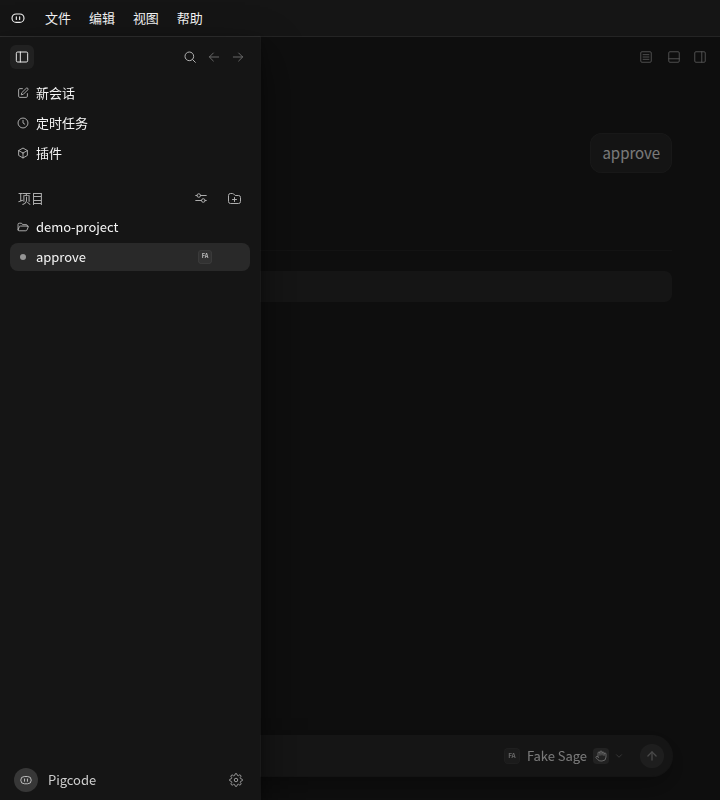 文件 编辑 视图 帮助
新会话
定时任务
插件
项目
demo-project
approve FA
approve
FA Fake Sage
Pigcode